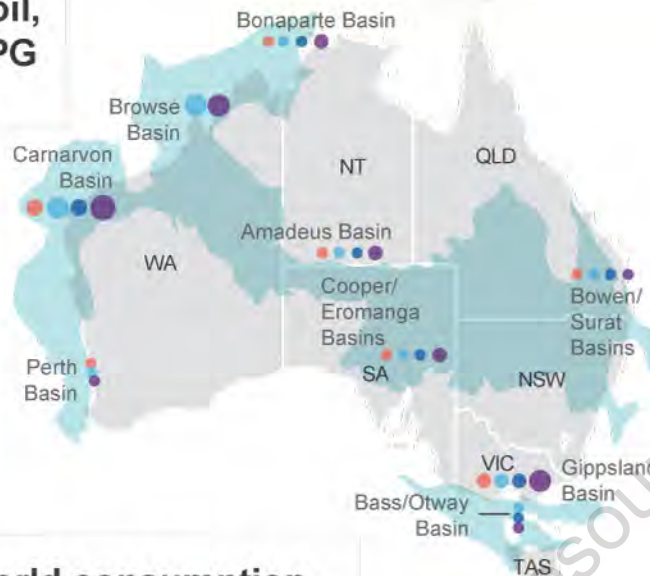 oil,
PG
Bonaparte Basin
Browse
Basin
Carnarvon
Basin
NT
QLD
Amadeus Basin
WA
Cooper/
Eromanga
Basins
Bowen/
Surat
Basins
Perth
Basin
SA
NSW
VIC
Gippsland
Basin
Bass/Otway
Basin
TAS
orld consumption
sou